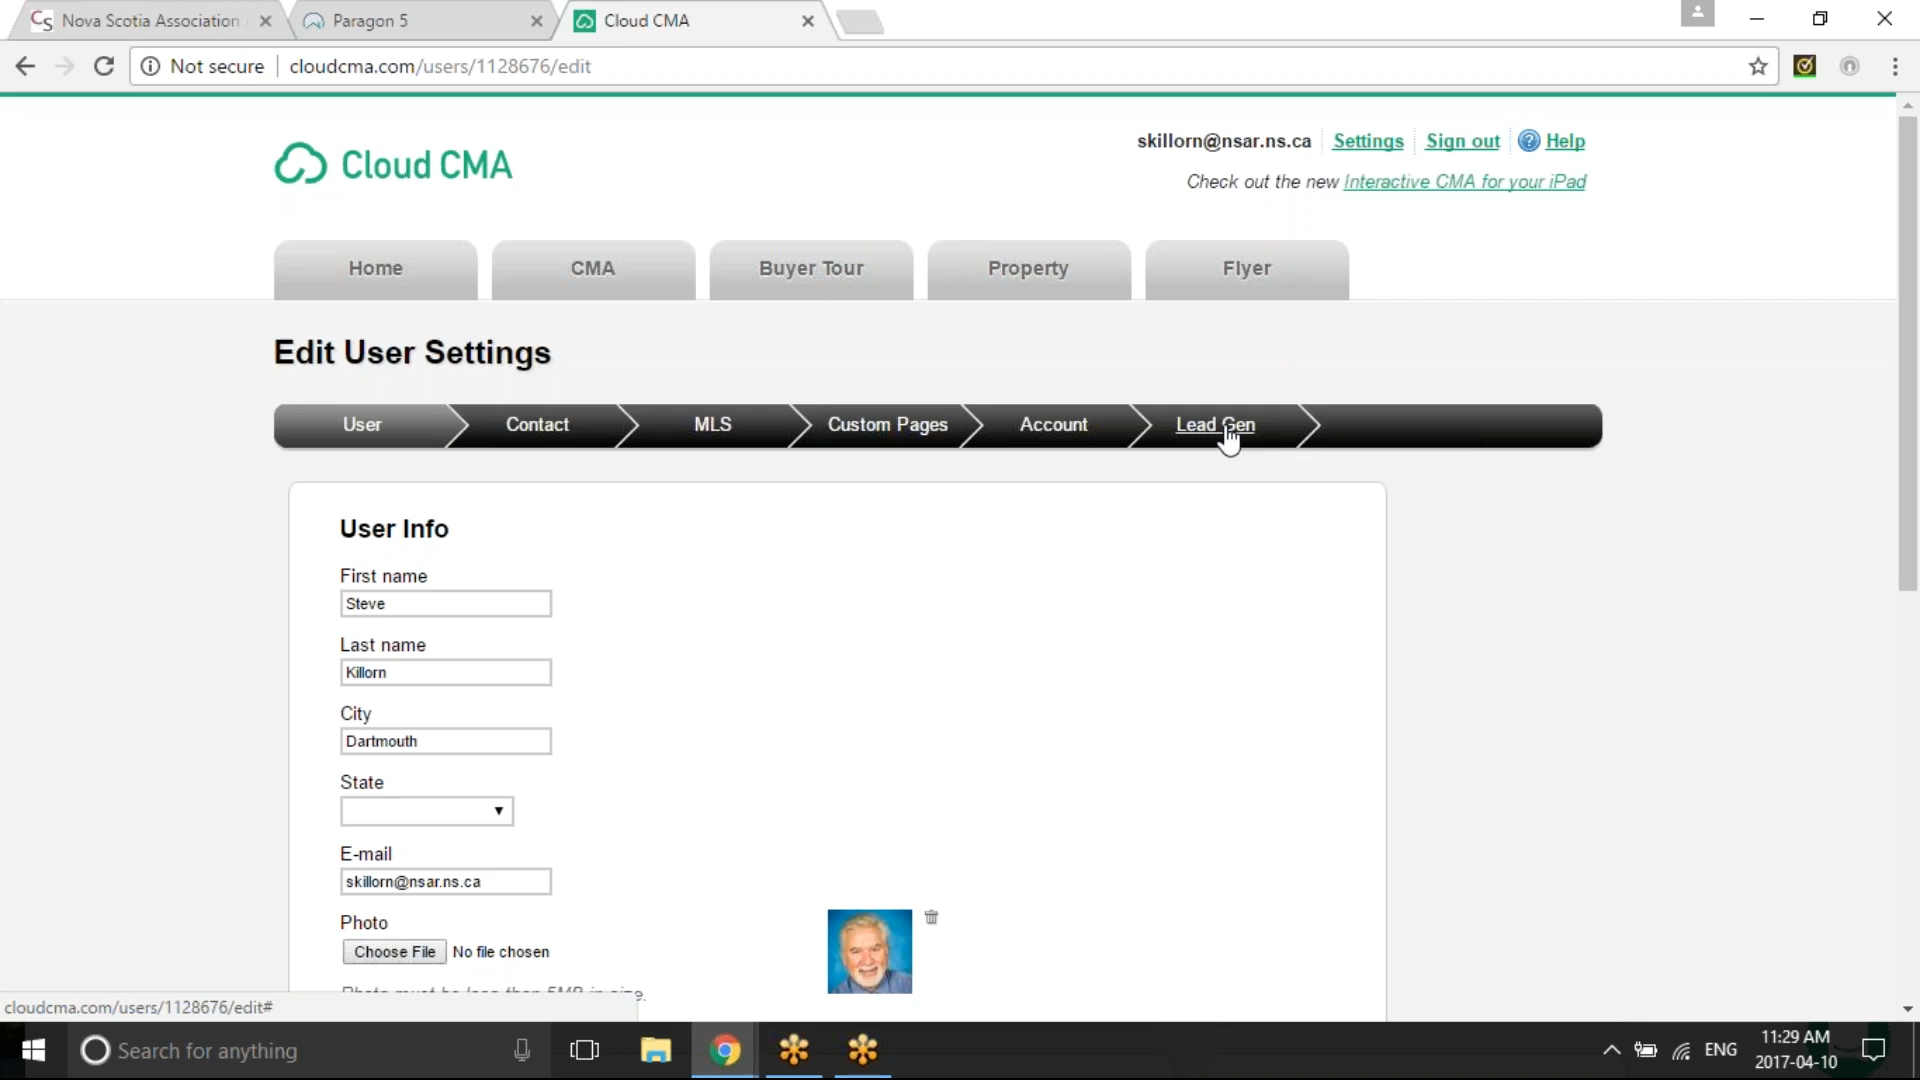 Nova Scotia Association
Paragon 5
Cloud CMA
Not secure
cloudcma.com/users/1128676/edit
skillorn@nsar.ns.ca
Settings
Sign out
Help
Cloud CMA
Check out the new Interactive CMA for your iPad
Home
CMA
Buyer Tour
Property
Flyer
Edit User Settings
User
Contact
MLS
Custom Pages
Account
Lead Gen
User Info
First name
Steve
Last name
Killorn
City
Dartmouth
State
E-mail
skillorn@nsar.ns.ca
Photo
Choose File
No file chosen
Photo must be less than 5MB in size.
cloudcma.com/users/1128676/edit#
Search for anything
ENG
11:29 AM
2017-04-10